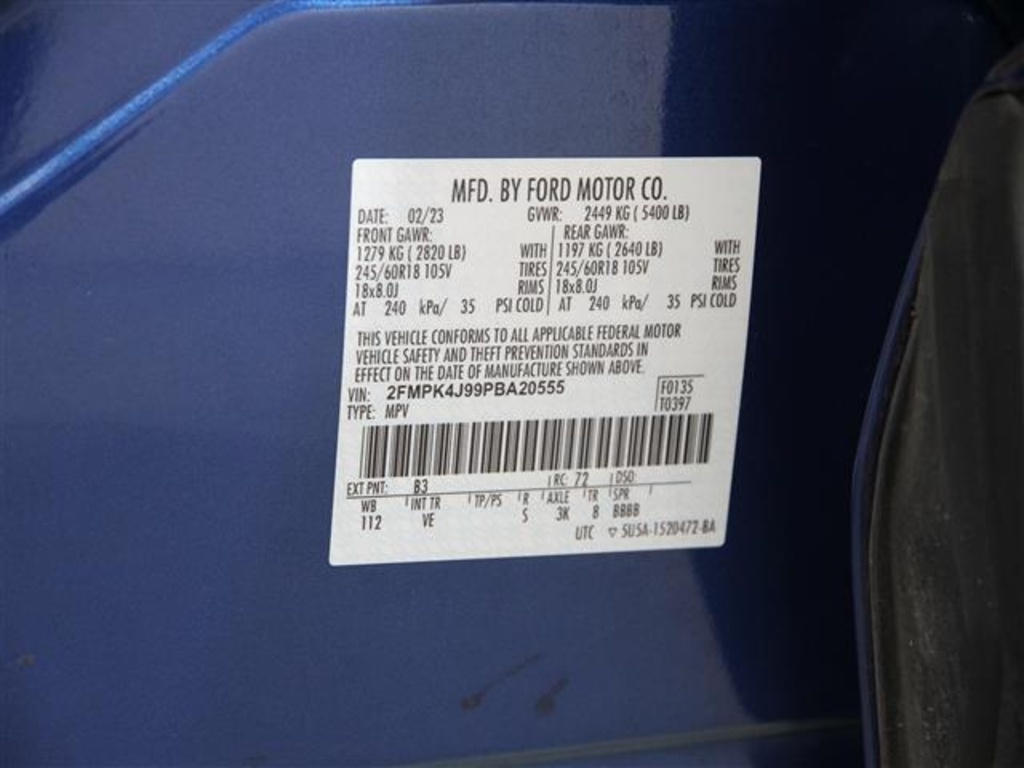 MFD. BY FORD MOTOR CO.
DATE: 02/23 GVWR: 2449 KG ( 5400 LB)
FRONT GAWR: REAR GAWR:
1279 KG ( 2820 LB) WITH 1197 KG ( 2640 LB) WITH
245/60R18 105V TIRES 245/60R18 105V TIRES
18x8.0J RIMS 18x8.0J RIMS
AT 240 kPa/ 35 PSI COLD AT 240 kPa/ 35 PSI COLD
THIS VEHICLE CONFORMS TO ALL APPLICABLE FEDERAL MOTOR
VEHICLE SAFETY AND THEFT PREVENTION STANDARDS IN
EFFECT ON THE DATE OF MANUFACTURE SHOWN ABOVE.
VIN: 2FMPK4J99PBA20555 F0135
TYPE: MPV T0397
EXT PNT: B3 RC: 72 DSO:
WB INT TR TP/PS R AXLE TR SPR
112 VE S 3K 8 BBBB
UTC ▽ 5U5A-1520472-BA